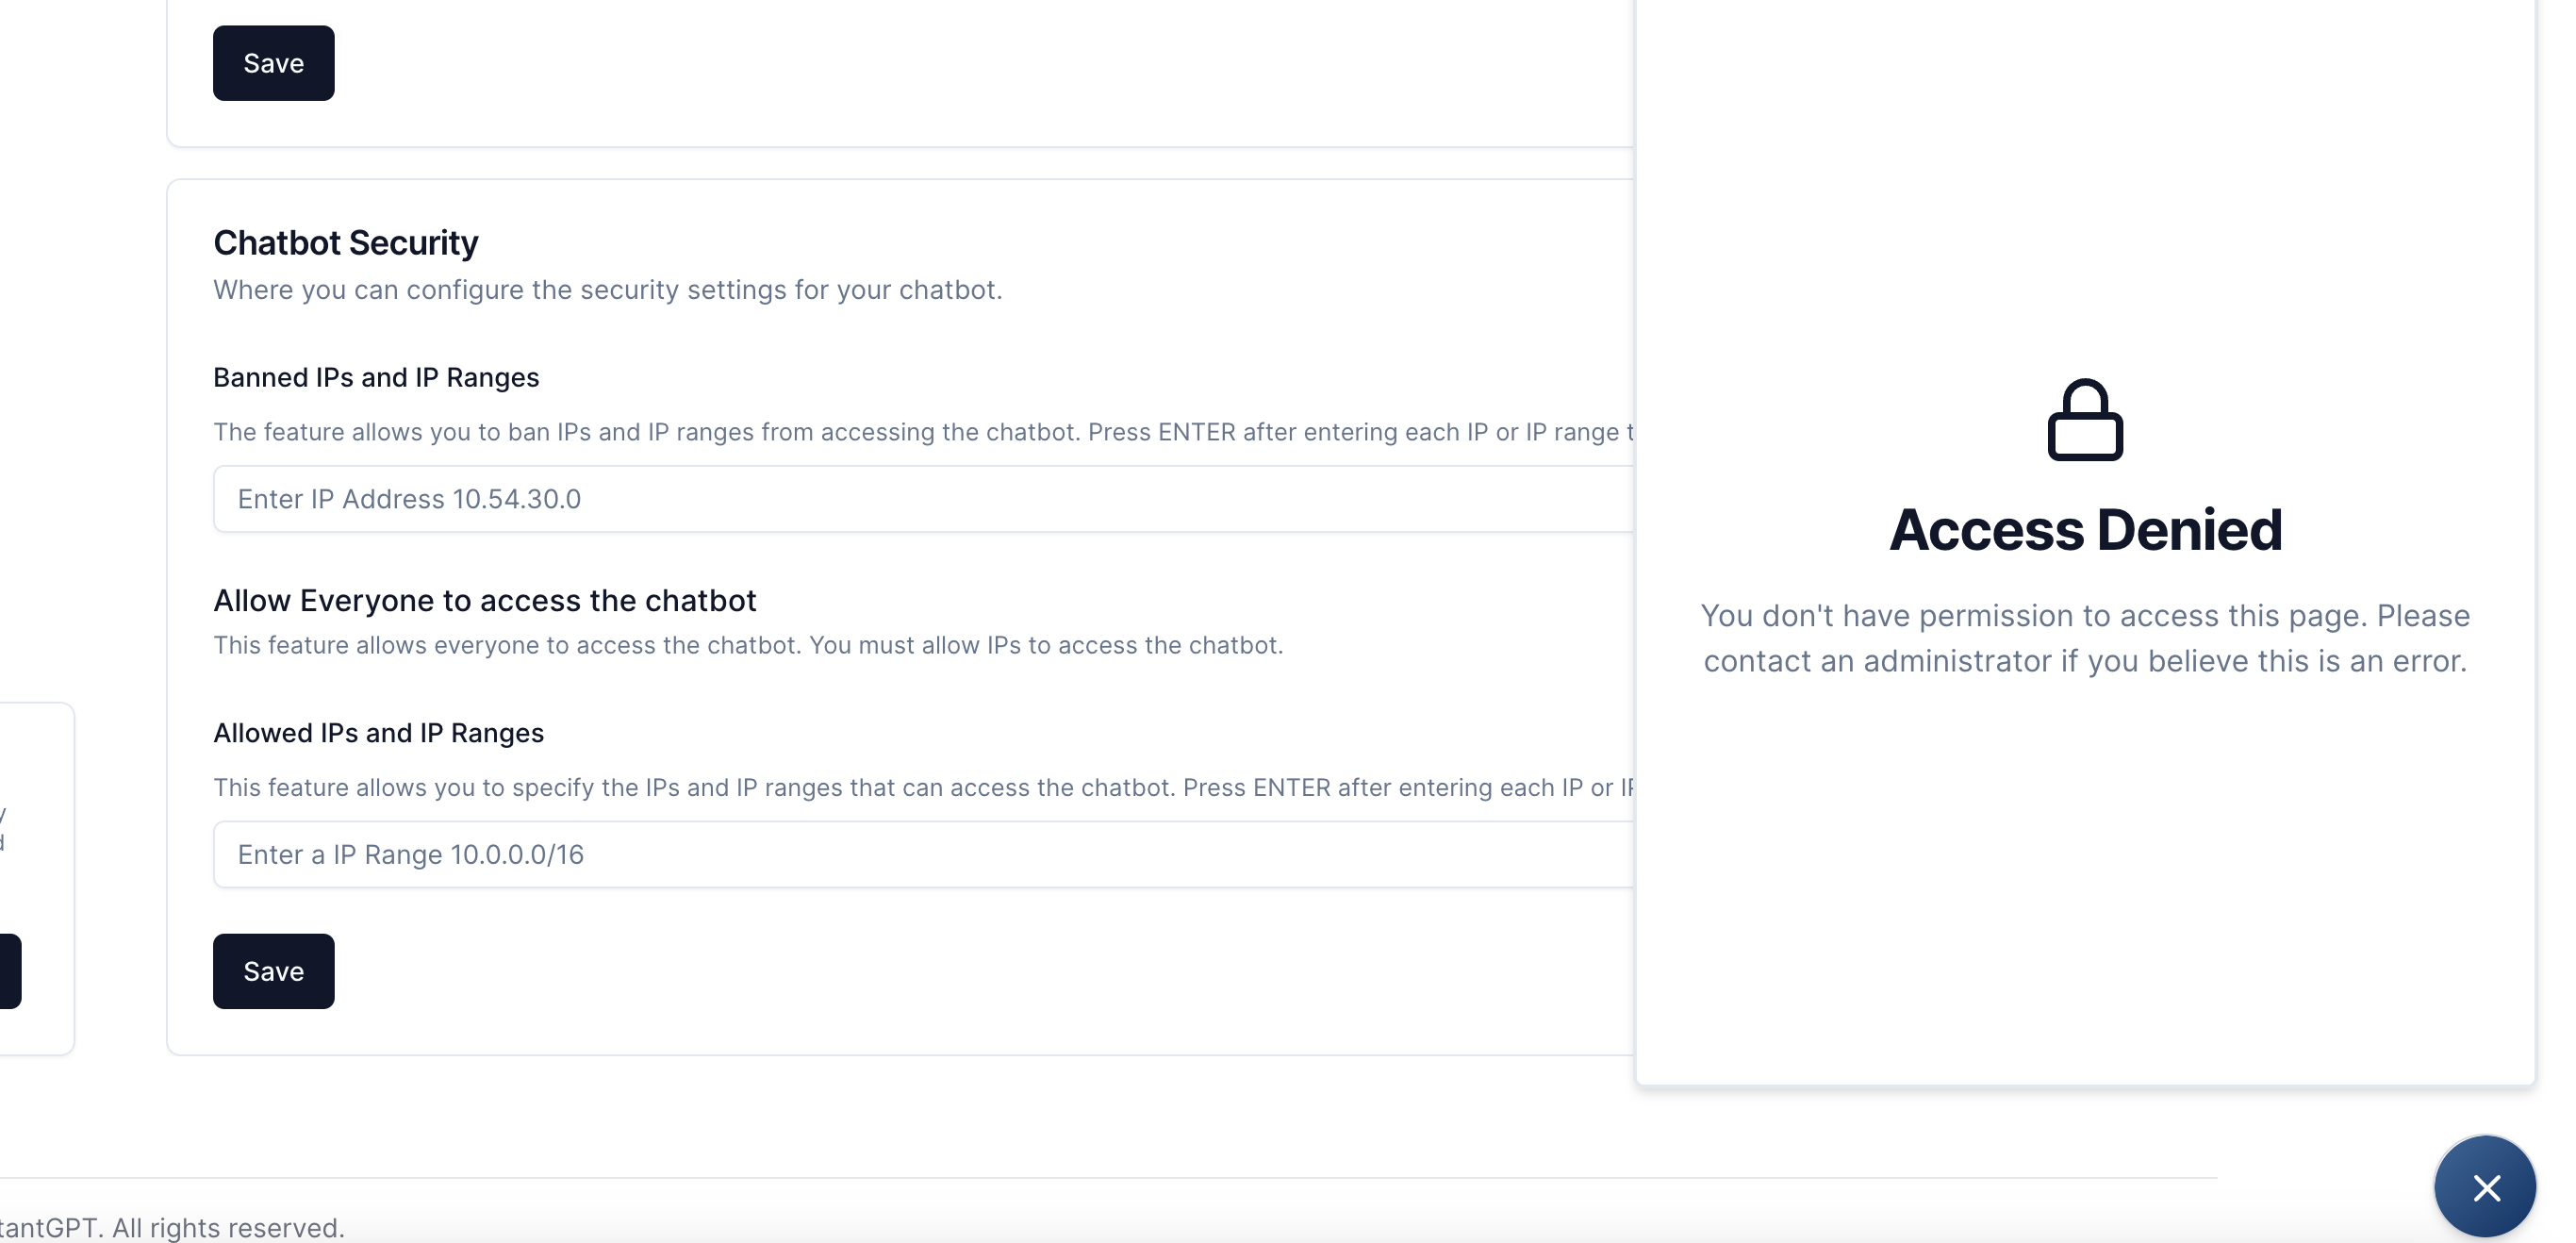 Save
Chatbot Security
Where you can configure the security settings for your chatbot.
Banned IPs and IP Ranges
The feature allows you to ban IPs and IP ranges from accessing the chatbot. Press ENTER after entering each IP or IP range t
Enter IP Address 10.54.30.0
Allow Everyone to access the chatbot
This feature allows everyone to access the chatbot. You must allow IPs to access the chatbot.
Allowed IPs and IP Ranges
This feature allows you to specify the IPs and IP ranges that can access the chatbot. Press ENTER after entering each IP or IP
Enter a IP Range 10.0.0.0/16
Save
y
d
tantGPT. All rights reserved.
Access Denied
You don't have permission to access this page. Please
contact an administrator if you believe this is an error.